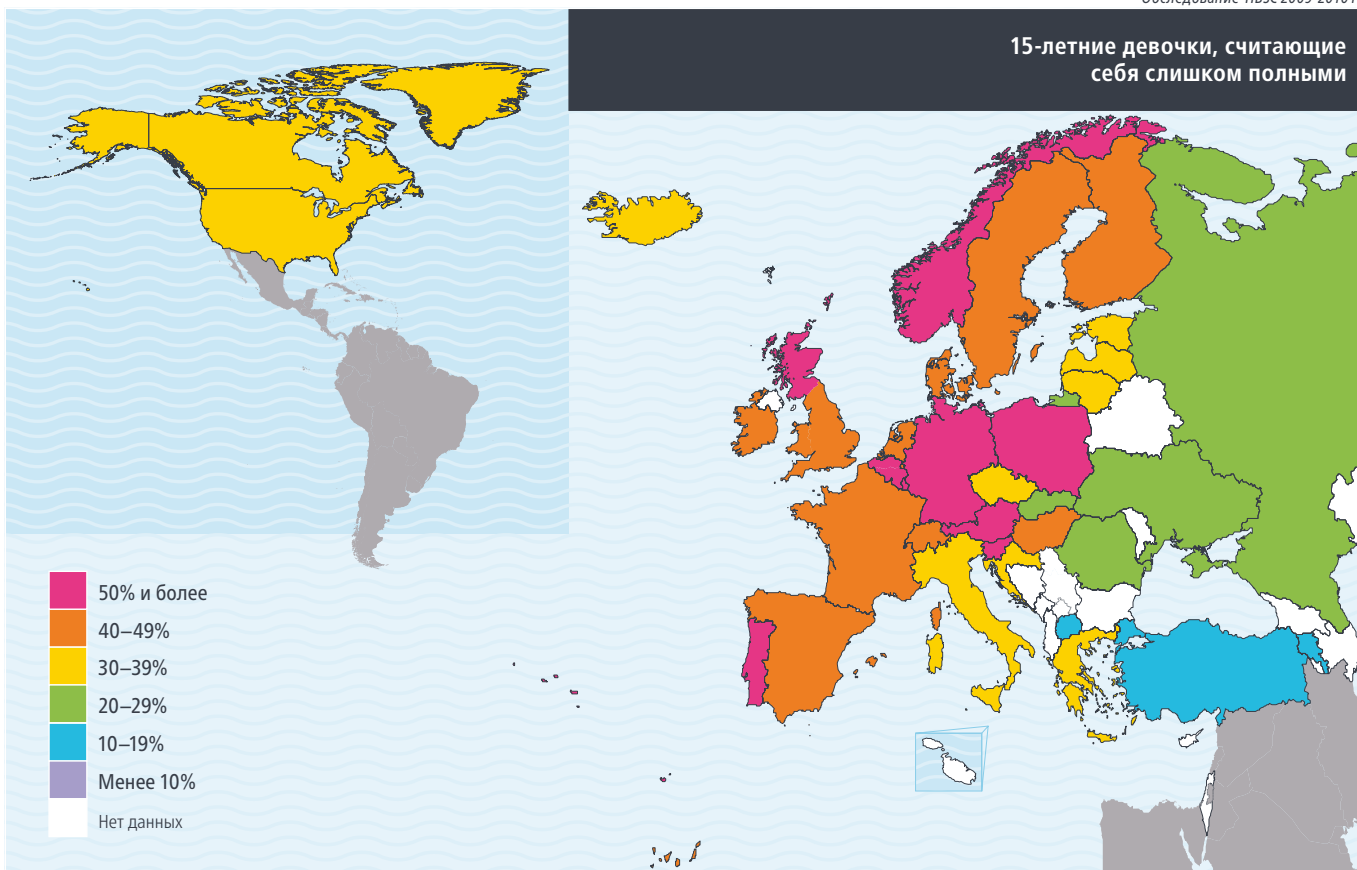 15-летние девочки, считающие
себя слишком полными
50% и более
40–49%
30–39%
20–29%
10–19%
Менее 10%
Нет данных